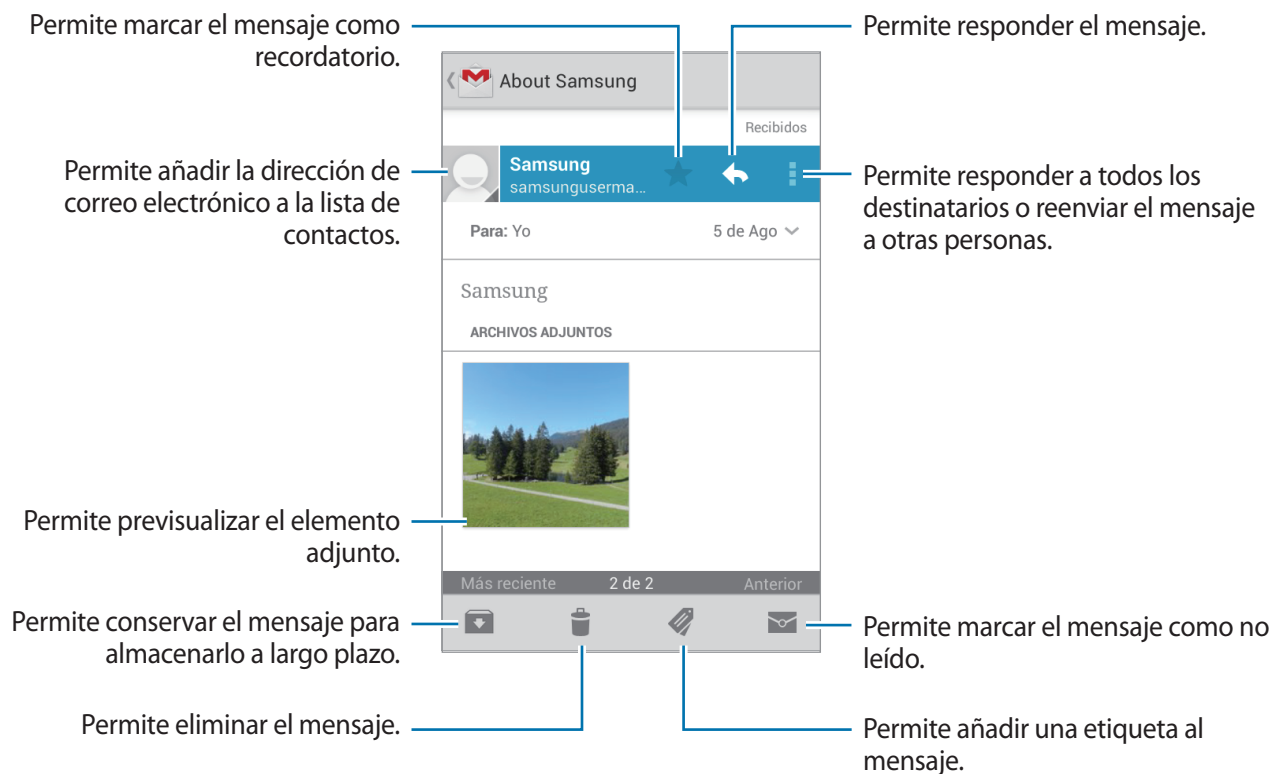 Permite marcar el mensaje como
recordatorio.
Permite responder el mensaje.
About Samsung
Recibidos
Permite añadir la dirección de
correo electrónico a la lista de
contactos.
Samsung
samsunguserma...
Permite responder a todos los
destinatarios o reenviar el mensaje
a otras personas.
Para: Yo
5 de Ago
Samsung
ARCHIVOS ADJUNTOS
Permite previsualizar el elemento
adjunto.
Más reciente
2 de 2
Anterior
Permite conservar el mensaje para
almacenarlo a largo plazo.
Permite marcar el mensaje como no
leído.
Permite eliminar el mensaje.
Permite añadir una etiqueta al
mensaje.